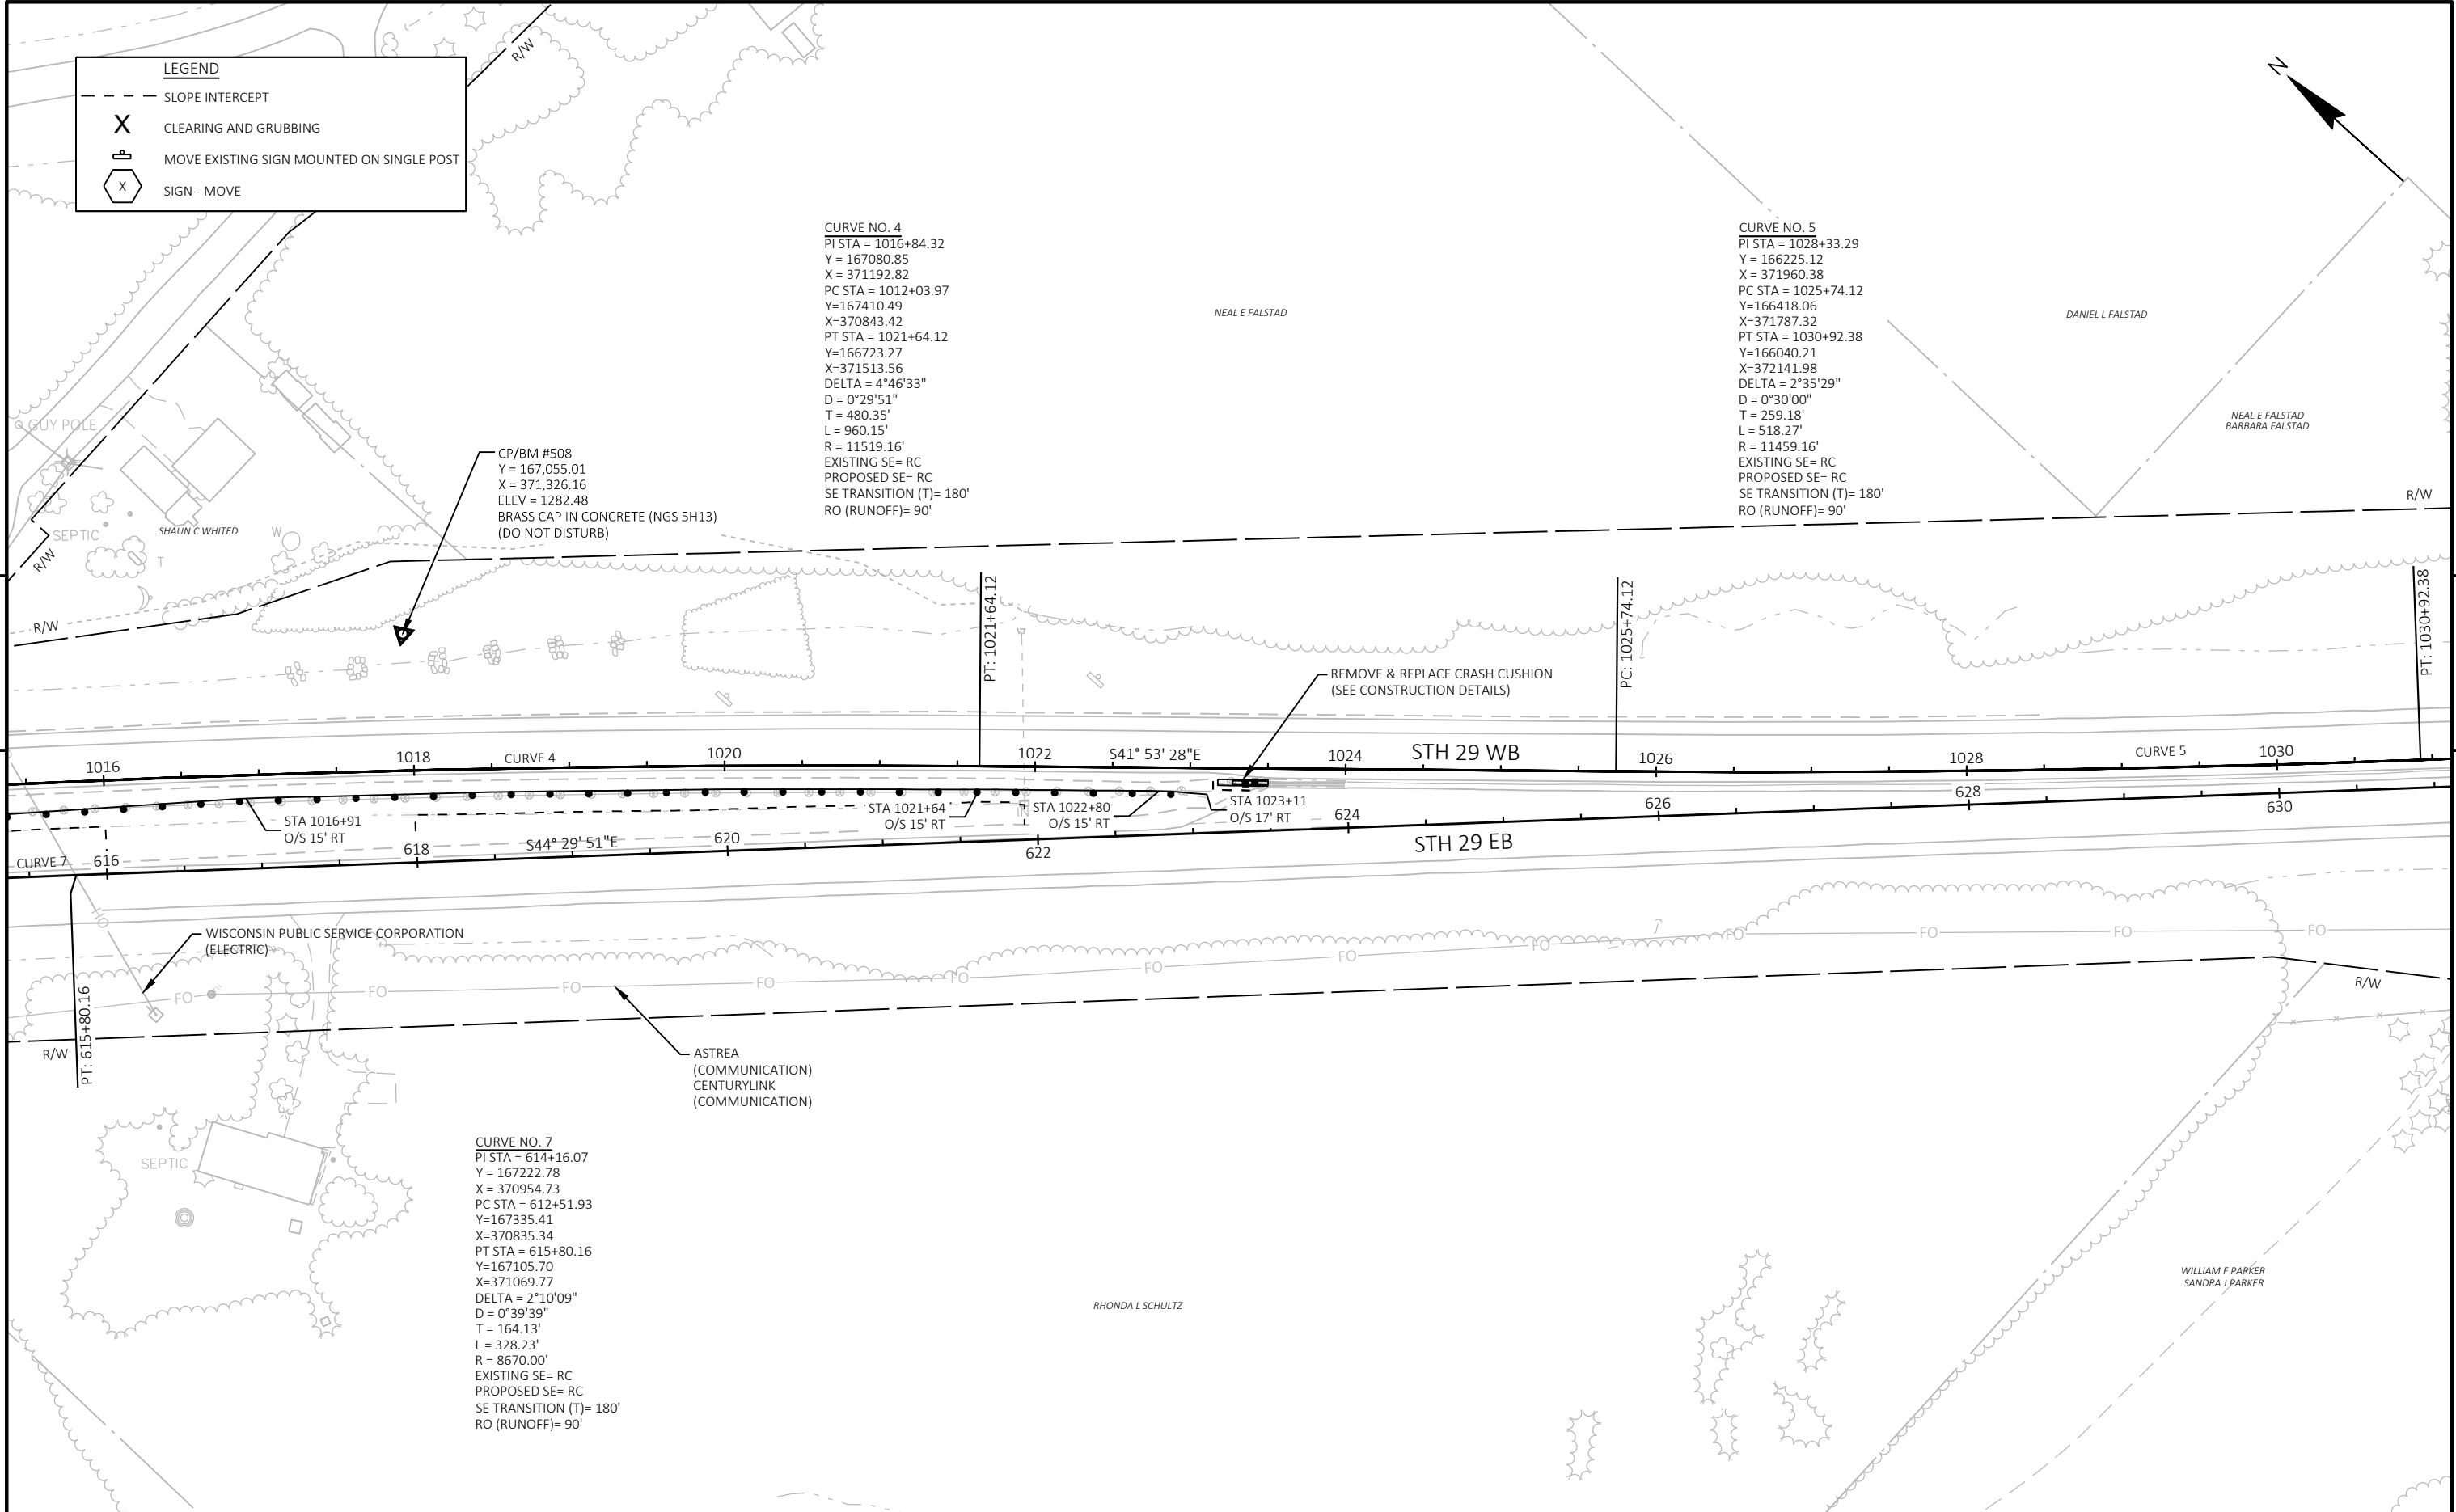 LEGEND
SLOPE INTERCEPT
X CLEARING AND GRUBBING
MOVE EXISTING SIGN MOUNTED ON SINGLE POST
X SIGN - MOVE
R/W
N
CURVE NO. 4
PI STA = 1016+84.32
Y = 167080.85
X = 371192.82
PC STA = 1012+03.97
Y=167410.49
X=370843.42
PT STA = 1021+64.12
Y=166723.27
X=371513.56
DELTA = 4°46'33"
D = 0°29'51"
T = 480.35'
L = 960.15'
R = 11519.16'
EXISTING SE= RC
PROPOSED SE= RC
SE TRANSITION (T)= 180'
RO (RUNOFF)= 90'
NEAL E FALSTAD
CURVE NO. 5
PI STA = 1028+33.29
Y = 166225.12
X = 371960.38
PC STA = 1025+74.12
Y=166418.06
X=371787.32
PT STA = 1030+92.38
Y=166040.21
X=372141.98
DELTA = 2°35'29"
D = 0°30'00"
T = 259.18'
L = 518.27'
R = 11459.16'
EXISTING SE= RC
PROPOSED SE= RC
SE TRANSITION (T)= 180'
RO (RUNOFF)= 90'
DANIEL L FALSTAD
NEAL E FALSTAD
BARBARA FALSTAD
R/W
GUY POLE
SEPTIC
SHAUN C WHITED
W
T
R/W
R/W
CP/BM #508
Y = 167,055.01
X = 371,326.16
ELEV = 1282.48
BRASS CAP IN CONCRETE (NGS 5H13)
(DO NOT DISTURB)
PT: 1021+64.12
PC: 1025+74.12
PT: 1030+92.38
REMOVE & REPLACE CRASH CUSHION
(SEE CONSTRUCTION DETAILS)
1016
1018
CURVE 4
1020
1022
S41° 53' 28"E
1024
STH 29 WB
1026
1028
CURVE 5
1030
STA 1016+91
O/S 15' RT
STA 1021+64
O/S 15' RT
IN
STA 1022+80
O/S 15' RT
STA 1023+11
O/S 17' RT
CURVE 7
616
618
S44° 29' 51"E
620
622
624
STH 29 EB
626
628
630
PT: 615+80.16
WISCONSIN PUBLIC SERVICE CORPORATION
(ELECTRIC)
FO FO FO FO FO FO FO FO FO FO FO FO
R/W
R/W
ASTREA
(COMMUNICATION)
CENTURYLINK
(COMMUNICATION)
SEPTIC
CURVE NO. 7
PI STA = 614+16.07
Y = 167222.78
X = 370954.73
PC STA = 612+51.93
Y=167335.41
X=370835.34
PT STA = 615+80.16
Y=167105.70
X=371069.77
DELTA = 2°10'09"
D = 0°39'39"
T = 164.13'
L = 328.23'
R = 8670.00'
EXISTING SE= RC
PROPOSED SE= RC
SE TRANSITION (T)= 180'
RO (RUNOFF)= 90'
RHONDA L SCHULTZ
WILLIAM F PARKER
SANDRA J PARKER